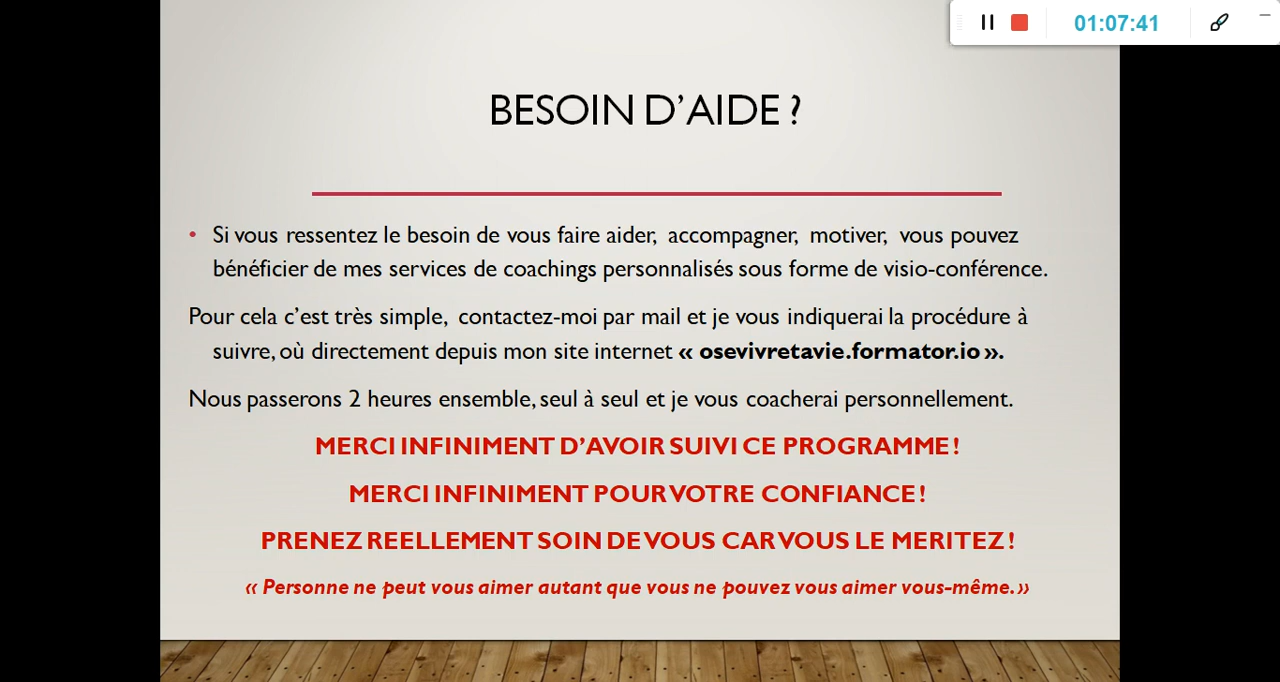 01:07:41
BESOIN D’AIDE ?
• Si vous ressentez le besoin de vous faire aider, accompagner, motiver, vous pouvez
bénéficier de mes services de coachings personnalisés sous forme de visio-conférence.
Pour cela c’est très simple, contactez-moi par mail et je vous indiquerai la procédure à
suivre, où directement depuis mon site internet « osevivretavie.formator.io ».
Nous passerons 2 heures ensemble, seul à seul et je vous coacherai personnellement.
MERCI INFINIMENT D’AVOIR SUIVI CE PROGRAMME !
MERCI INFINIMENT POUR VOTRE CONFIANCE !
PRENEZ REELLEMENT SOIN DE VOUS CAR VOUS LE MERITEZ !
« Personne ne peut vous aimer autant que vous ne pouvez vous aimer vous-même. »